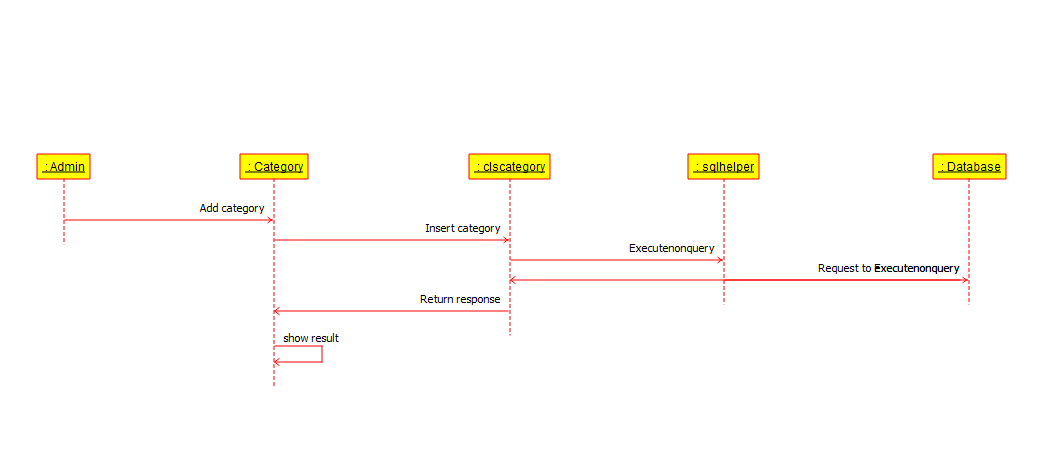 : Admin
: Category
: clscategory
: sqlhelper
: Database
Add category
Insert category
Executenonquery
Request to Executenonquery
Return response
show result